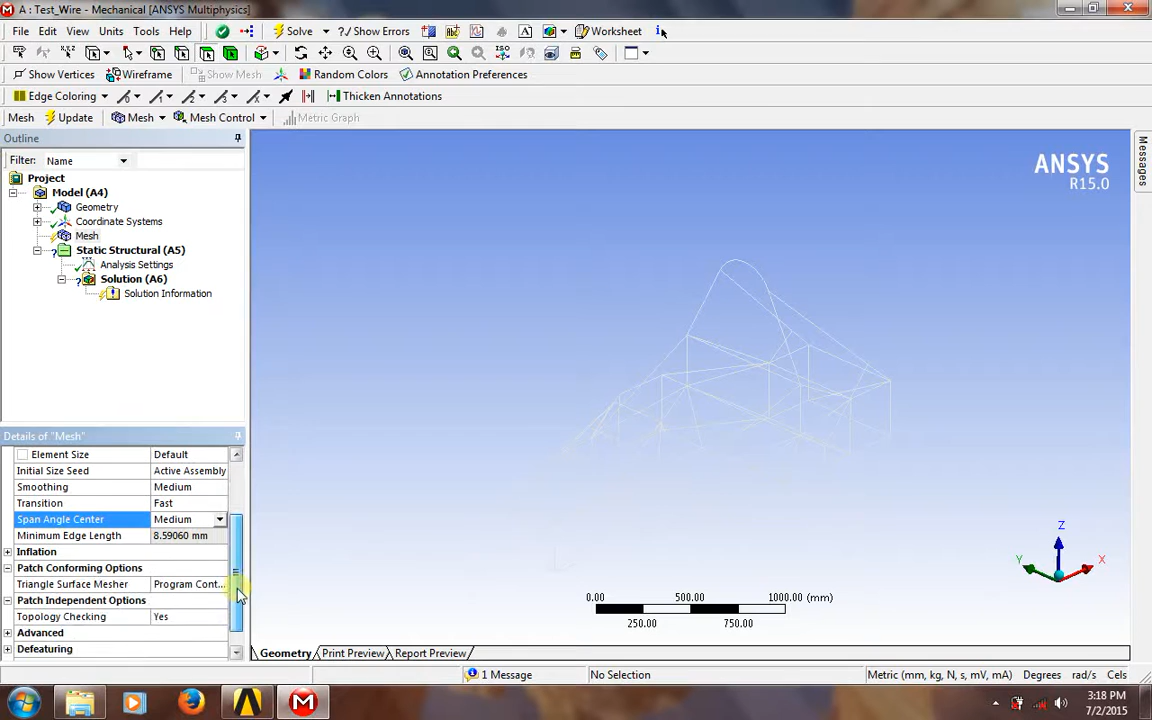 A : Test_Wire - Mechanical [ANSYS Multiphysics]
File Edit View Units Tools Help Solve ?/ Show Errors Worksheet
Show Vertices Wireframe Show Mesh Random Colors Annotation Preferences
Edge Coloring Thicken Annotations
Mesh Update Mesh Mesh Control Metric Graph
Outline
Filter: Name
Project
Model (A4)
Geometry
Coordinate Systems
Mesh
Static Structural (A5)
Analysis Settings
Solution (A6)
Solution Information
Details of "Mesh"
Element Size Default
Initial Size Seed Active Assembly
Smoothing Medium
Transition Fast
Span Angle Center Medium
Minimum Edge Length 8.59060 mm
Inflation
Patch Conforming Options
Triangle Surface Mesher Program Cont...
Patch Independent Options
Topology Checking Yes
Advanced
Defeaturing
ANSYS
R15.0
Messages
Z
Y X
0.00 500.00 1000.00 (mm)
250.00 750.00
Geometry Print Preview Report Preview
1 Message No Selection Metric (mm, kg, N, s, mV, mA) Degrees rad/s Cels
3:18 PM
7/2/2015